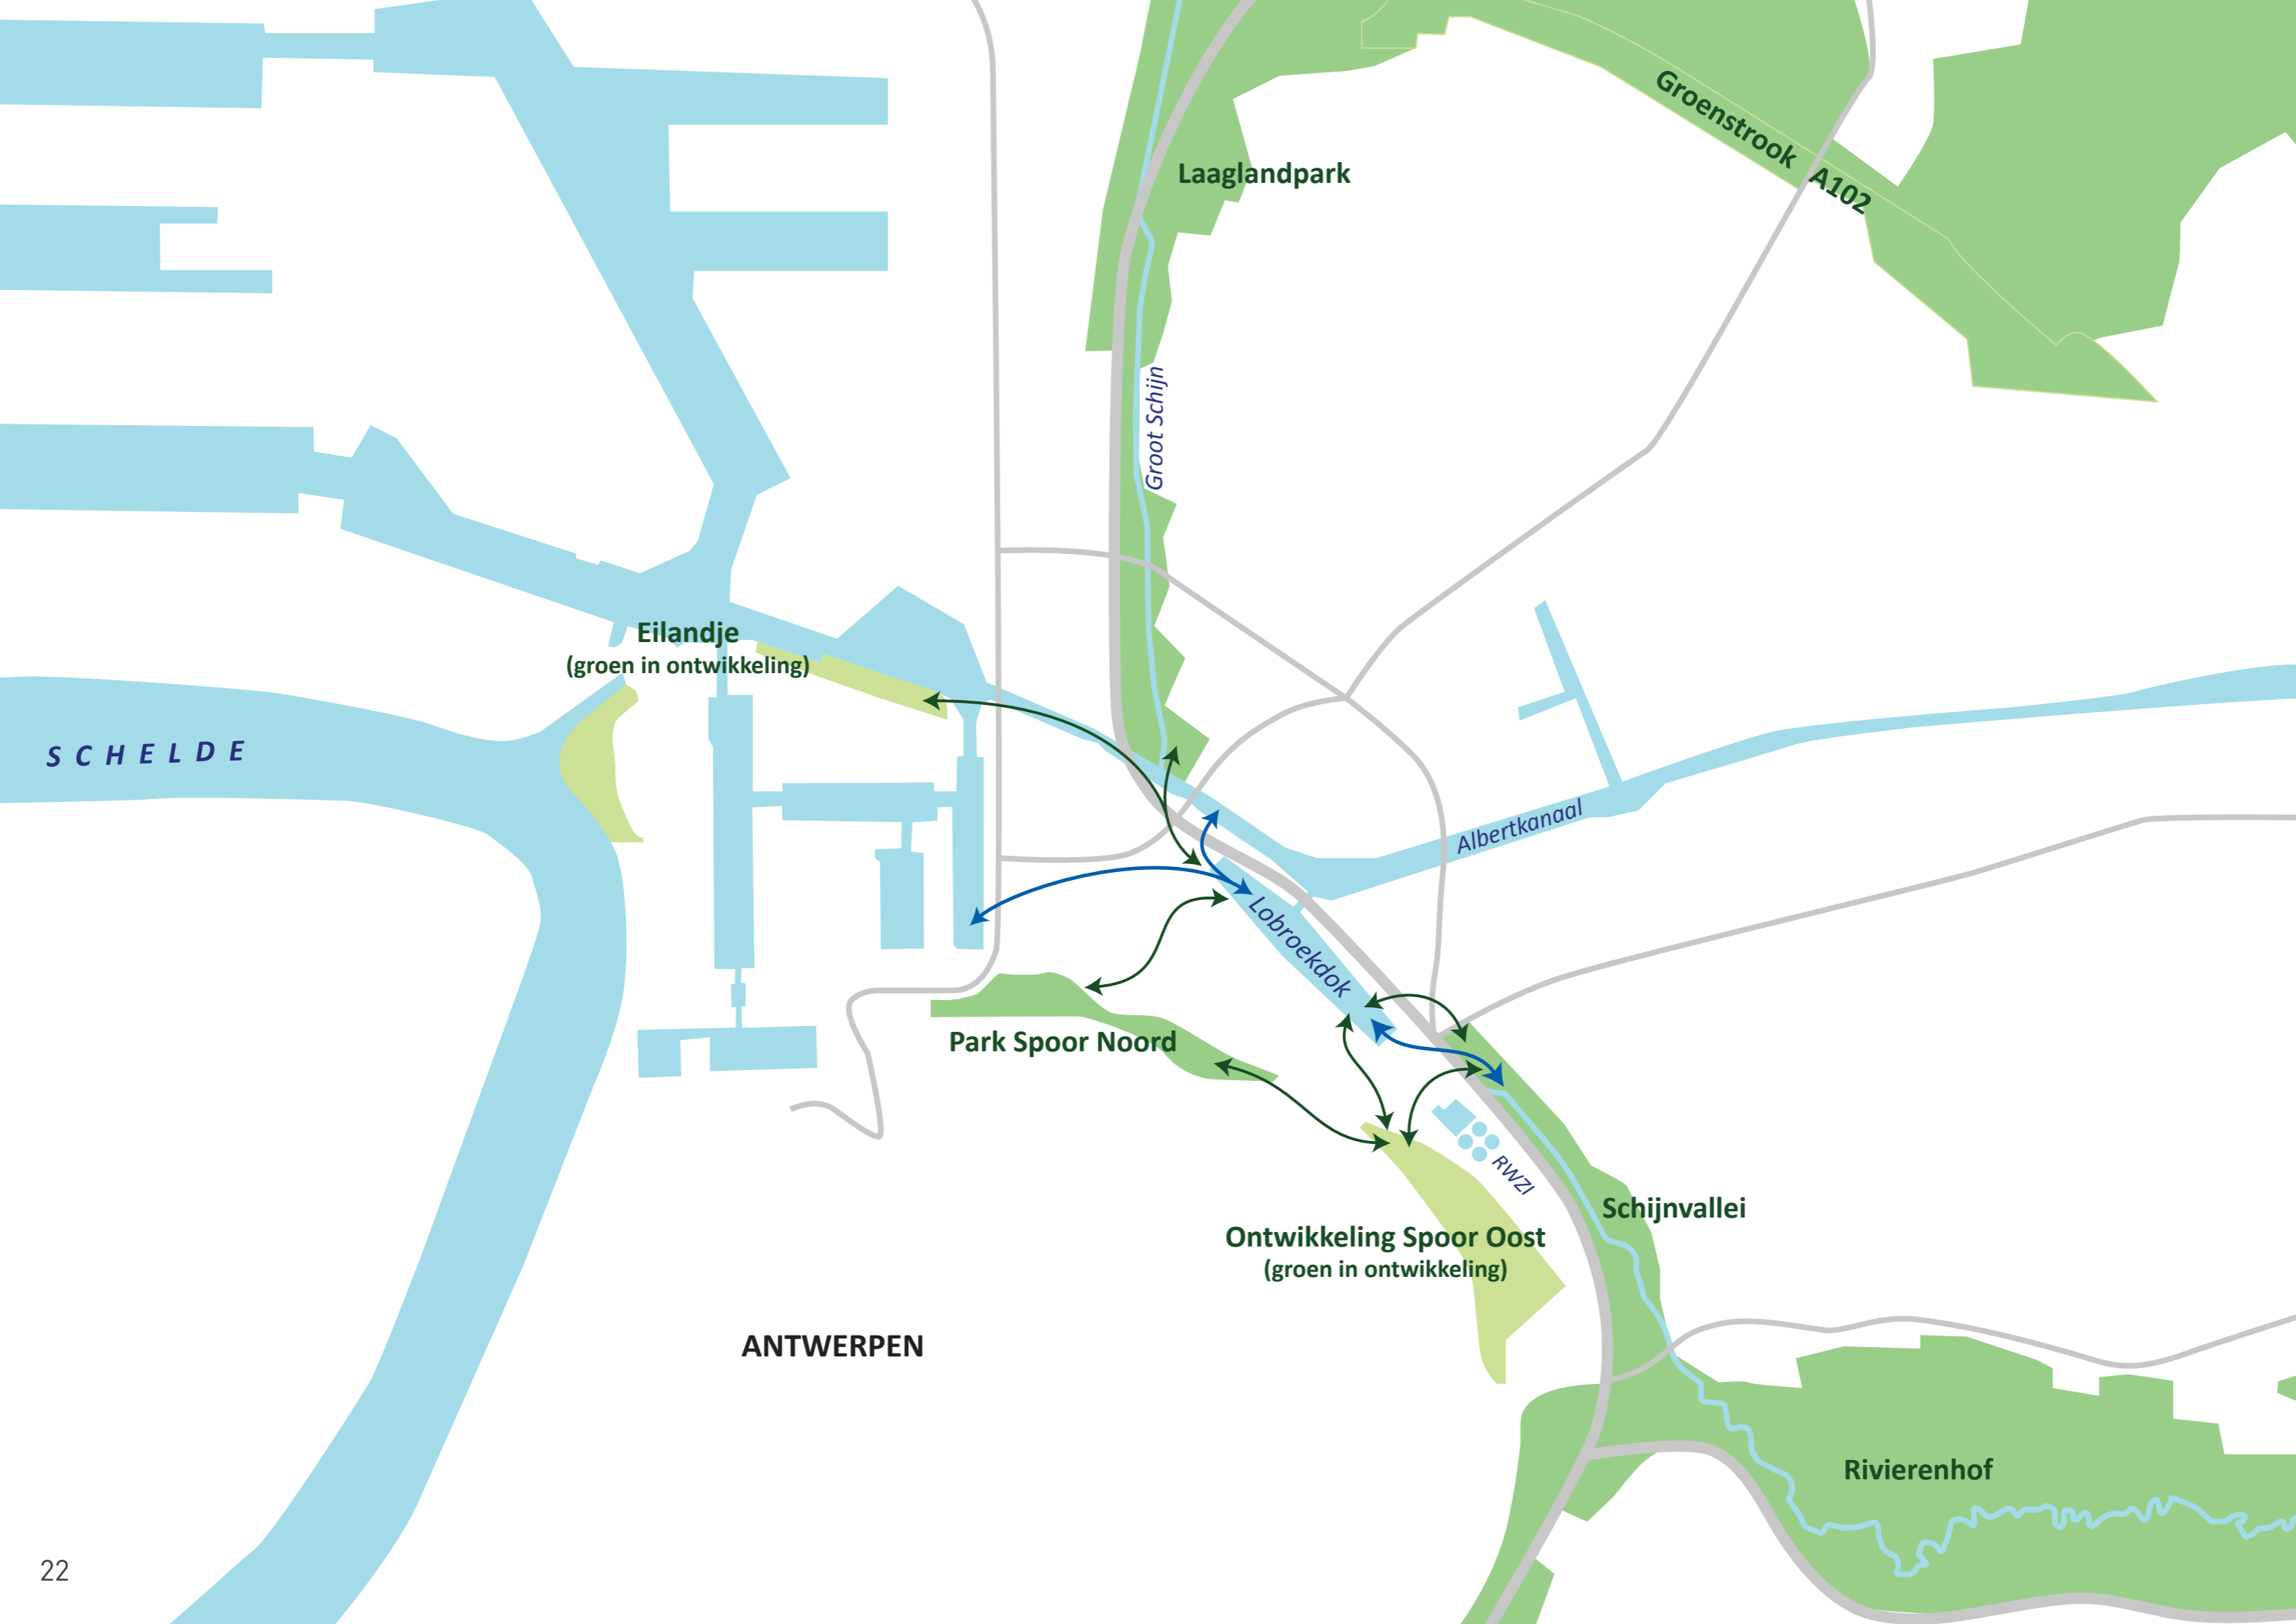 Groenstrook A102
Laaglandpark
Groot Schijn
Eilandje
(groen in ontwikkeling)
SCHELDE
Albertkanaal
Lobroekdok
Park Spoor Noord
RWZI
Schijnvallei
Ontwikkeling Spoor Oost
(groen in ontwikkeling)
ANTWERPEN
Rivierenhof
22